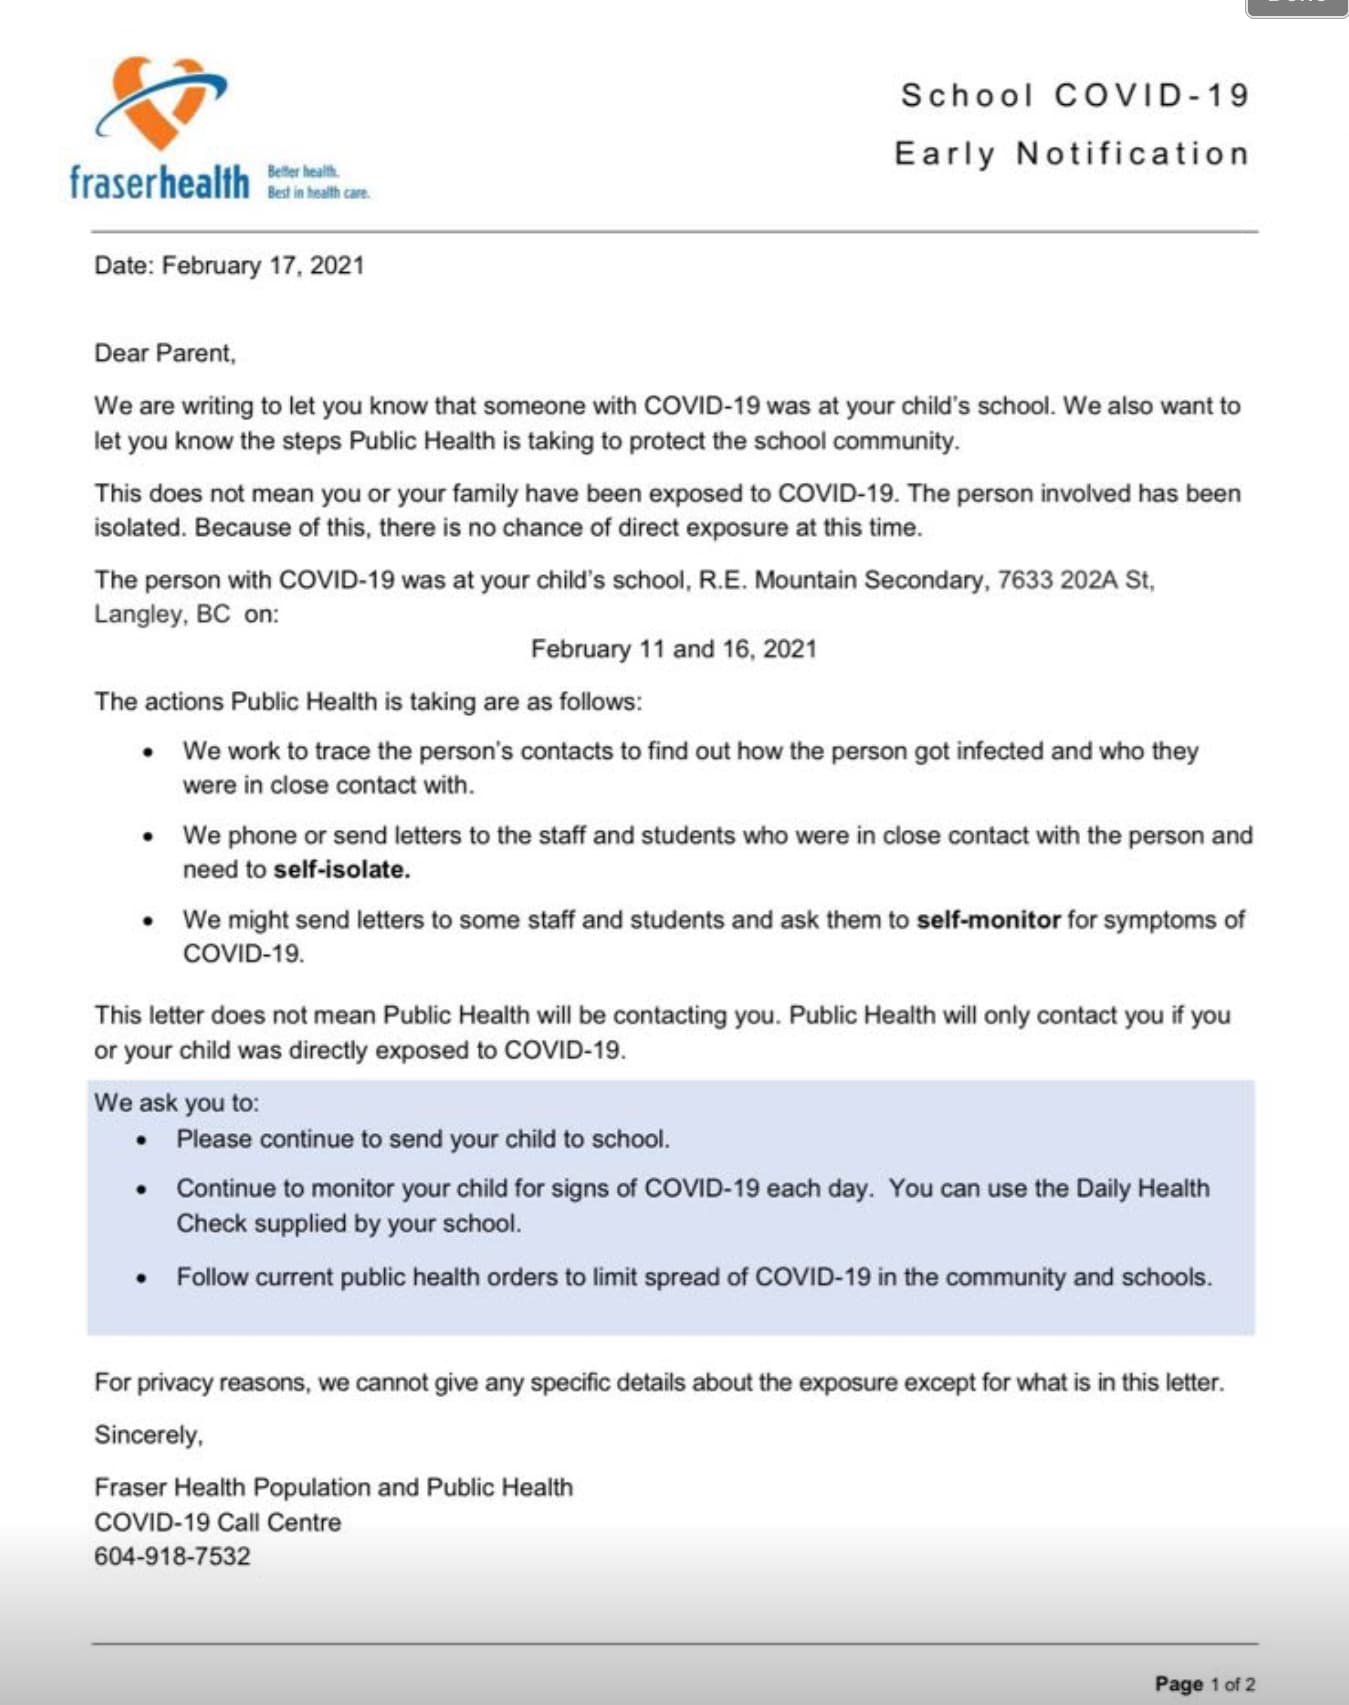 School COVID-19
Early Notification
fraserhealth Better health.
Best in health care.
Date: February 17, 2021
Dear Parent,
We are writing to let you know that someone with COVID-19 was at your child's school. We also want to
let you know the steps Public Health is taking to protect the school community.
This does not mean you or your family have been exposed to COVID-19. The person involved has been
isolated. Because of this, there is no chance of direct exposure at this time.
The person with COVID-19 was at your child's school, R.E. Mountain Secondary, 7633 202A St,
Langley, BC on:
February 11 and 16, 2021
The actions Public Health is taking are as follows:
• We work to trace the person's contacts to find out how the person got infected and who they
were in close contact with.
• We phone or send letters to the staff and students who were in close contact with the person and
need to self-isolate.
• We might send letters to some staff and students and ask them to self-monitor for symptoms of
COVID-19.
This letter does not mean Public Health will be contacting you. Public Health will only contact you if you
or your child was directly exposed to COVID-19.
We ask you to:
• Please continue to send your child to school.
• Continue to monitor your child for signs of COVID-19 each day. You can use the Daily Health
Check supplied by your school.
• Follow current public health orders to limit spread of COVID-19 in the community and schools.
For privacy reasons, we cannot give any specific details about the exposure except for what is in this letter.
Sincerely,
Fraser Health Population and Public Health
COVID-19 Call Centre
604-918-7532
Page 1 of 2